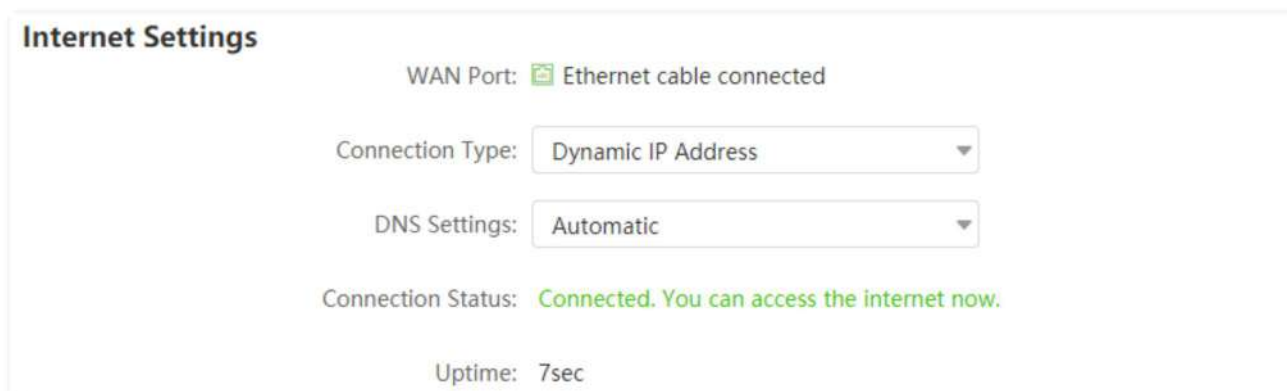 Internet Settings
WAN Port: Ethernet cable connected
Connection Type: Dynamic IP Address
DNS Settings: Automatic
Connection Status: Connected. You can access the internet now.
Uptime: 7sec